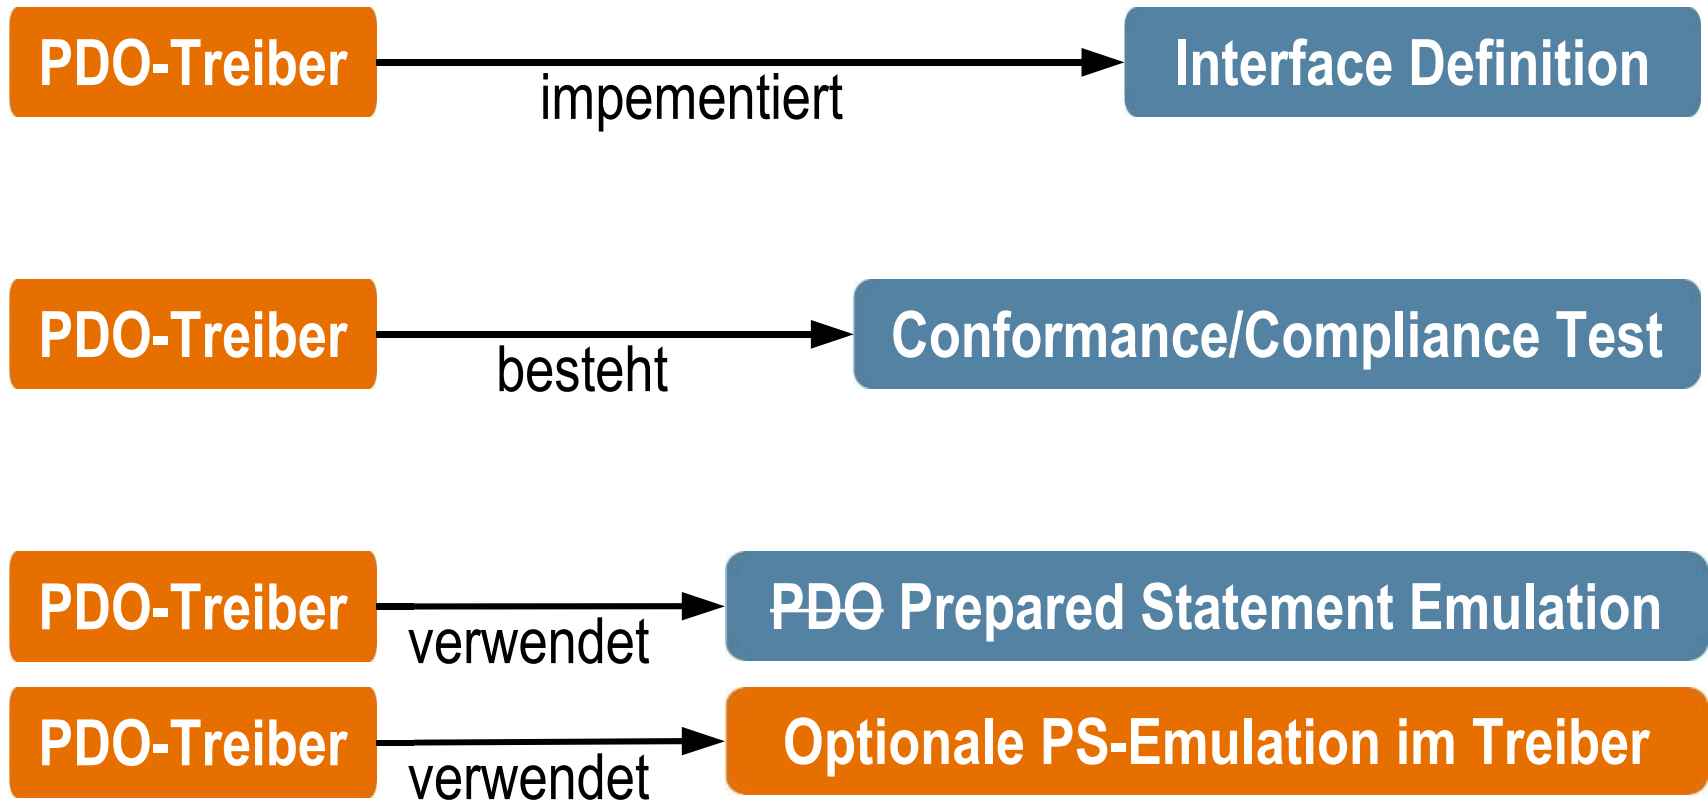 PDO-Treiber
impementiert
Interface Definition
PDO-Treiber
besteht
Conformance/Compliance Test
PDO-Treiber
verwendet
PDO Prepared Statement Emulation
PDO-Treiber
verwendet
Optionale PS-Emulation im Treiber